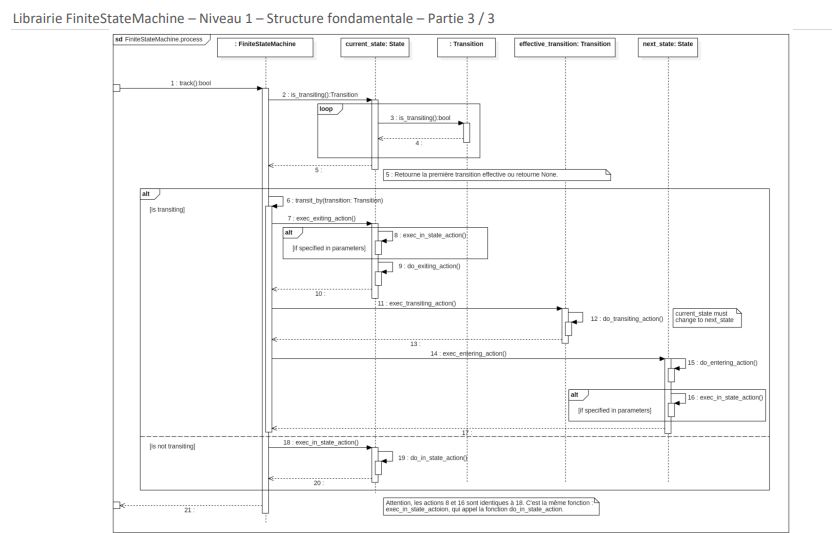 Librairie FiniteStateMachine – Niveau 1 – Structure fondamentale – Partie 3 / 3
sd FiniteStateMachine.process
: FiniteStateMachine
current_state: State
: Transition
effective_transition: Transition
next_state: State
1 : track():bool
2 : is_transiting():Transition
loop
3 : is_transiting():bool
4 :
5 :
5 : Retourne la première transition effective ou retourne None.
alt
[is transiting]
6 : transit_by(transition: Transition)
7 : exec_exiting_action()
alt
8 : exec_in_state_action()
[if specified in parameters]
9 : do_exiting_action()
10 :
11 : exec_transiting_action()
12 : do_transiting_action()
current_state must
change to next_state
13 :
14 : exec_entering_action()
15 : do_entering_action()
alt
16 : exec_in_state_action()
[if specified in parameters]
17
[is not transiting]
18 : exec_in_state_action()
19 : do_in_state_action()
20 :
Attention, les actions 8 et 16 sont identiques à 18. C'est la même fonction :
exec_in_state_actoion, qui appel la fonction do_in_state_action.
21 :